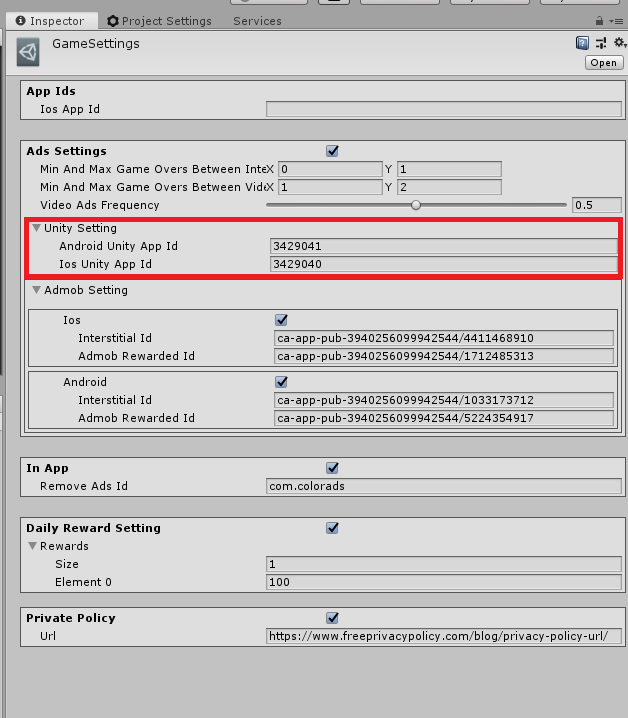 Inspector Project Settings Services
GameSettings
Open
App Ids
Ios App Id
Ads Settings
Min And Max Game Overs Between Inte X 0 Y 1
Min And Max Game Overs Between Vid X 1 Y 2
Video Ads Frequency 0.5
Unity Setting
Android Unity App Id 3429041
Ios Unity App Id 3429040
Admob Setting
Ios
Interstitial Id ca-app-pub-3940256099942544/4411468910
Admob Rewarded Id ca-app-pub-3940256099942544/1712485313
Android
Interstitial Id ca-app-pub-3940256099942544/1033173712
Admob Rewarded Id ca-app-pub-3940256099942544/5224354917
In App
Remove Ads Id com.colorads
Daily Reward Setting
Rewards
Size 1
Element 0 100
Private Policy
Url https://www.freeprivacypolicy.com/blog/privacy-policy-url/